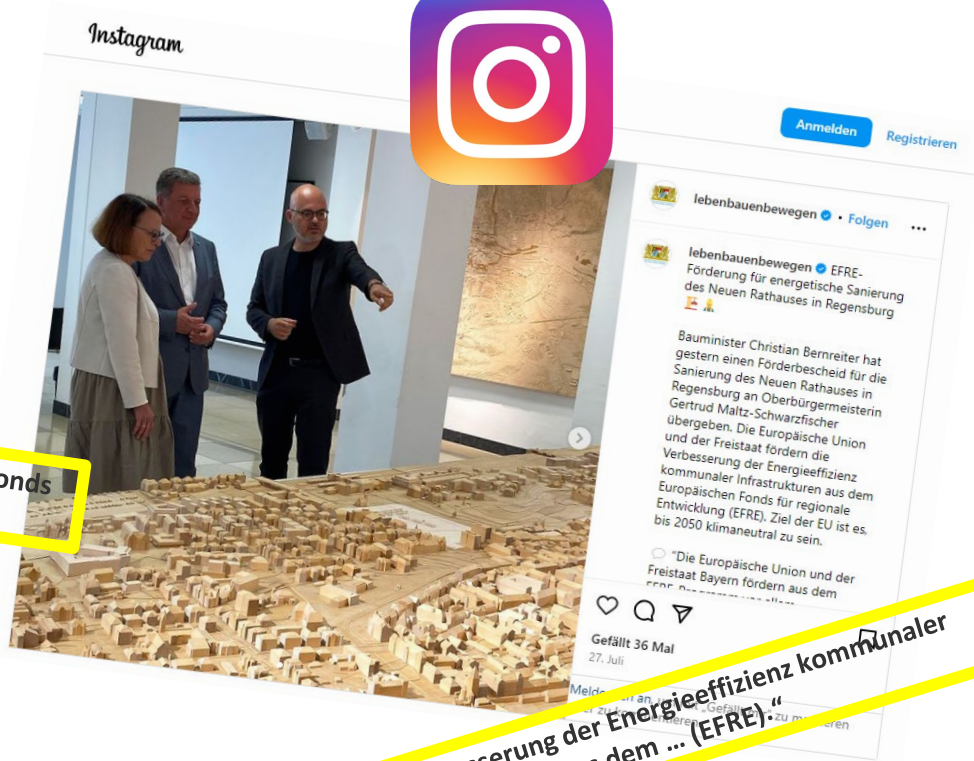 Instagram
Anmelden
Registrieren
lebenbauenbewegen • Folgen
lebenbauenbewegen EFRE-
Förderung für energetische Sanierung
des Neuen Rathauses in Regensburg
Bauminister Christian Bernreiter hat
gestern einen Förderbescheid für die
Sanierung des Neuen Rathauses in
Regensburg an Oberbürgermeisterin
Gertrud Maltz-Schwarzfischer
übergeben. Die Europäische Union
und der Freistaat fördern die
Verbesserung der Energieeffizienz
kommunaler Infrastrukturen aus dem
Europäischen Fonds für regionale
Entwicklung (EFRE). Ziel der EU ist es,
bis 2050 klimaneutral zu sein.
"Die Europäische Union und der
Freistaat Bayern fördern aus dem
Gefällt 36 Mal
27. Juli
an, „Gefällt
zu
onds
serung der Energieeffizienz kommunaler
dem ... (EFRE).“